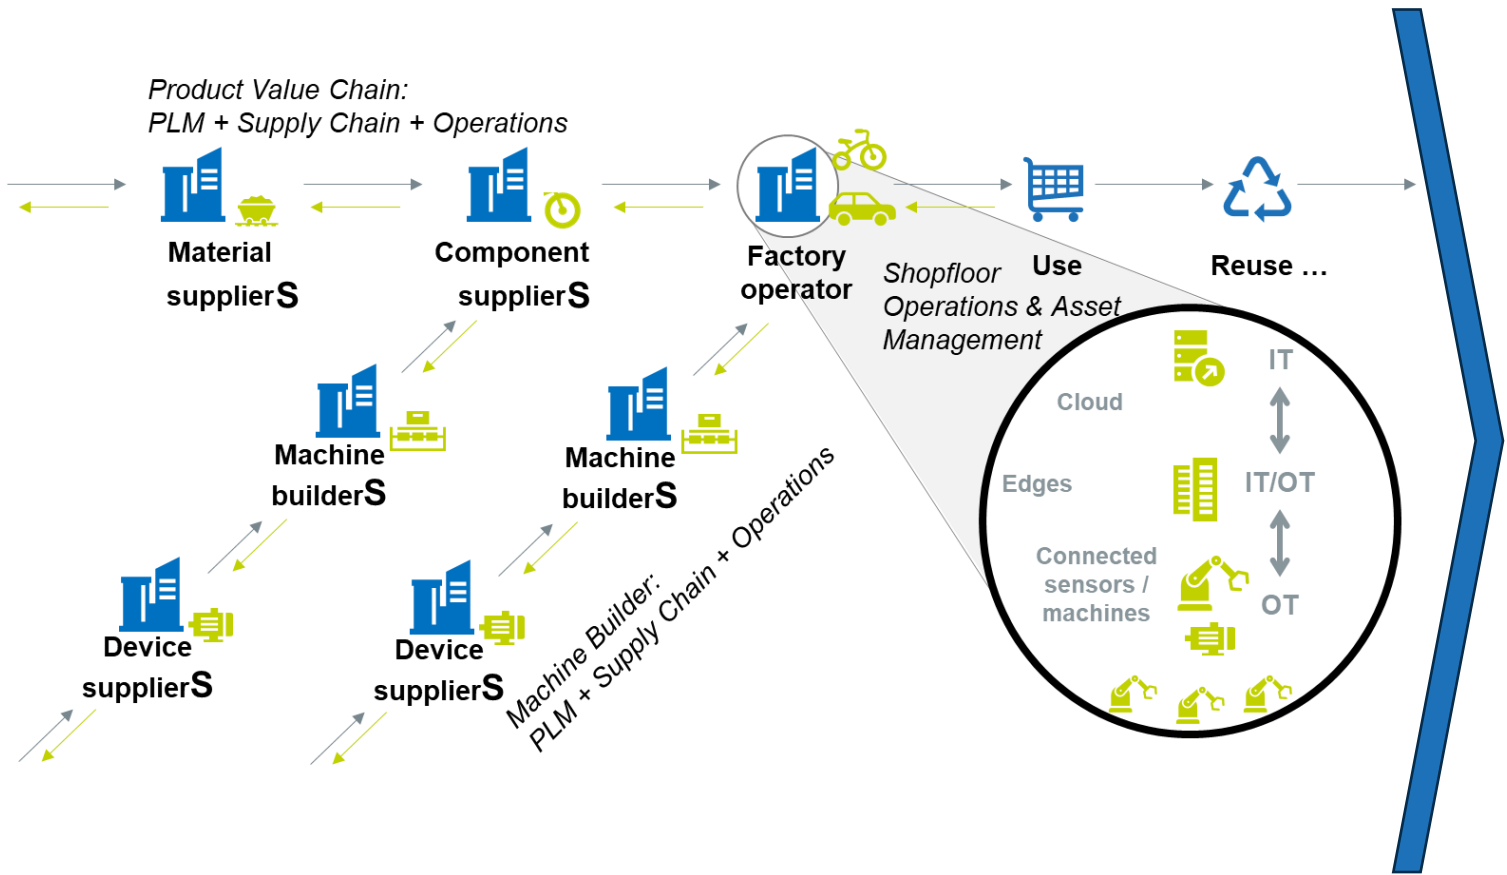 Product Value Chain:
PLM + Supply Chain + Operations
Material
supplierS
Component
supplierS
Factory
operator
Use
Reuse ...
Shopfloor
Operations & Asset
Management
Machine
builderS
Machine
builderS
Device
supplierS
Device
supplierS
Machine Builder:
PLM + Supply Chain + Operations
IT
Cloud
Edges
IT/OT
Connected
sensors /
machines
OT